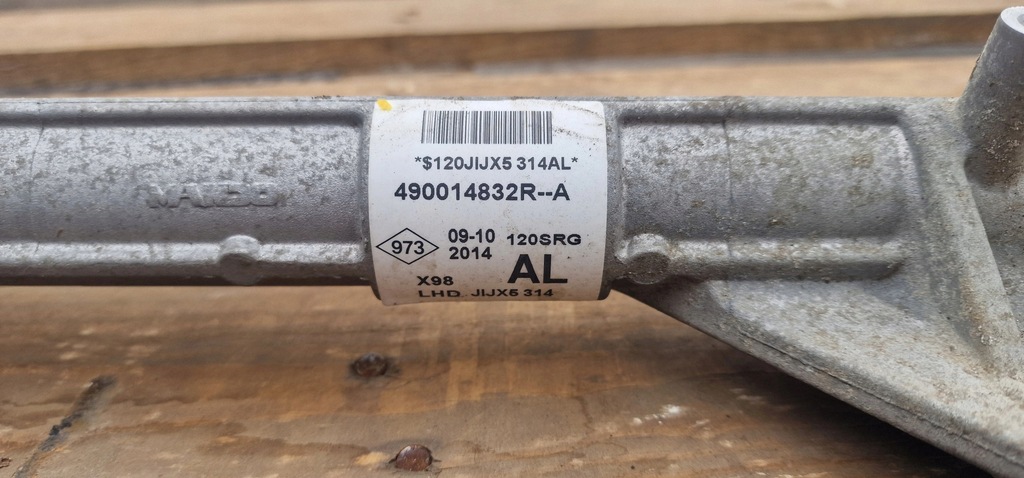 *$120JIJX5 314AL*
490014832R--A
973
09-10
2014
120SRG
X98
AL
LHD JIJX5 314